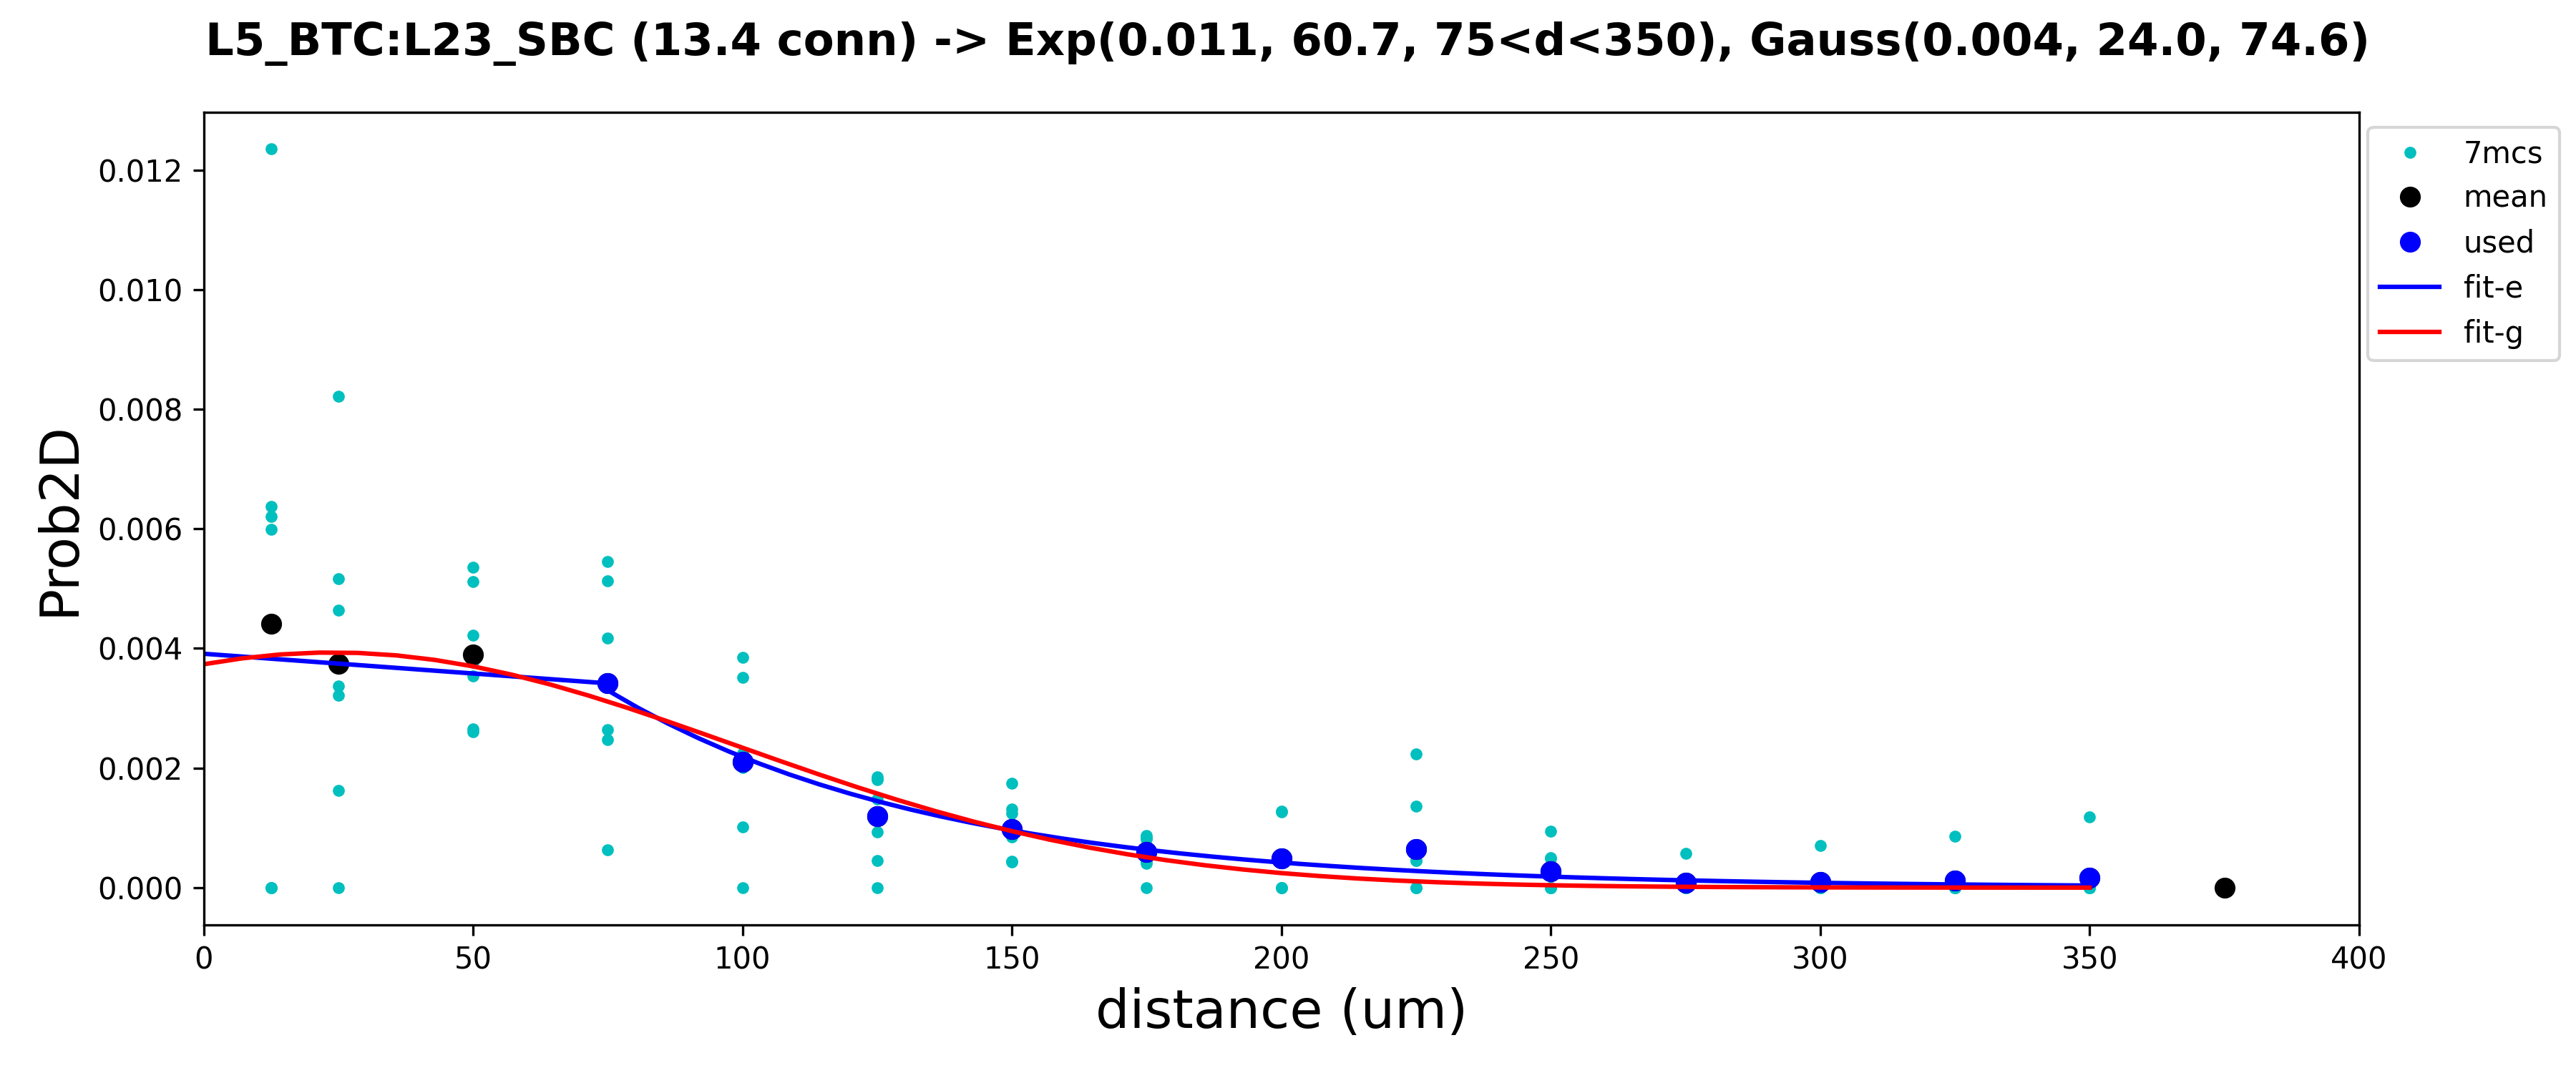 L5_BTC:L23_SBC (13.4 conn) -> Exp(0.011, 60.7, 75<d<350), Gauss(0.004, 24.0, 74.6)
7mcs
mean
used
fit-e
fit-g
Prob2D
0.012
0.010
0.008
0.006
0.004
0.002
0.000
0 50 100 150 200 250 300 350 400
distance (um)